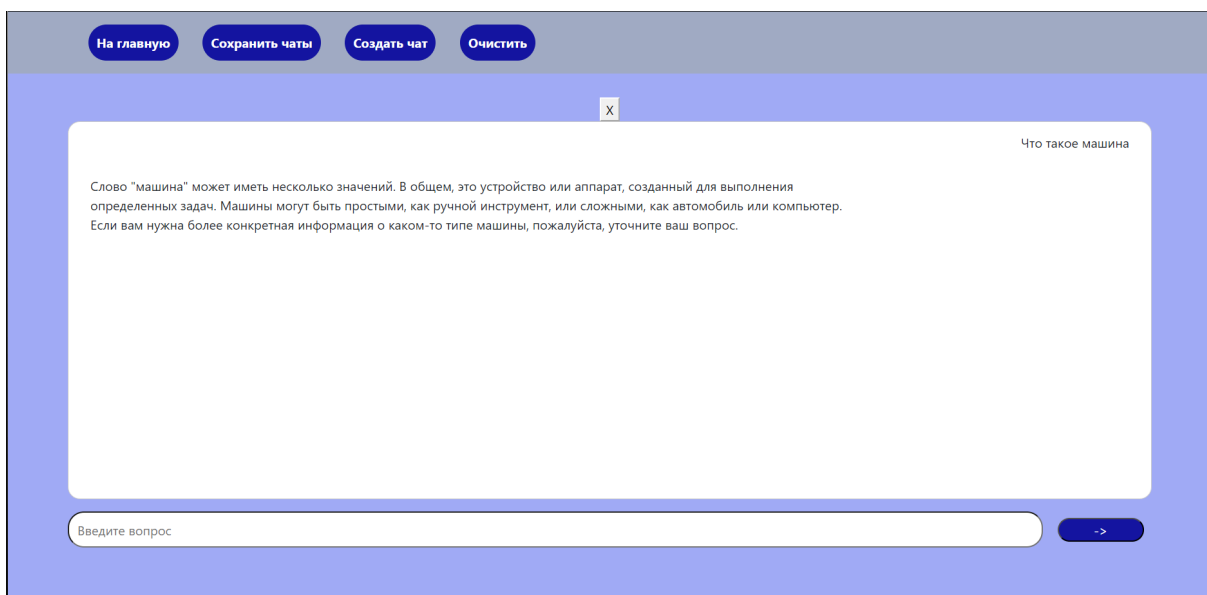 На главную Сохранить чаты Создать чат Очистить
X
Что такое машина
Слово "машина" может иметь несколько значений. В общем, это устройство или аппарат, созданный для выполнения
определенных задач. Машины могут быть простыми, как ручной инструмент, или сложными, как автомобиль или компьютер.
Если вам нужна более конкретная информация о каком-то типе машины, пожалуйста, уточните ваш вопрос.
Введите вопрос ->